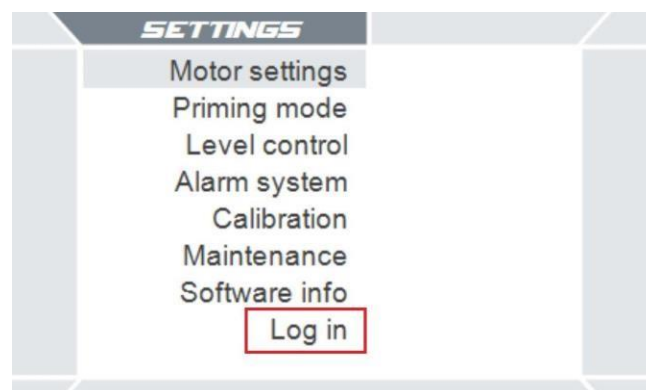 SETTINGS
Motor settings
Priming mode
Level control
Alarm system
Calibration
Maintenance
Software info
Log in